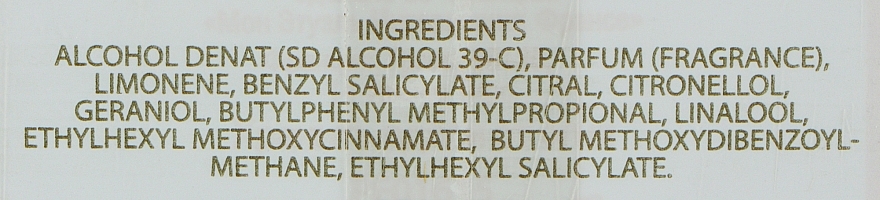 INGREDIENTS
ALCOHOL DENAT (SD ALCOHOL 39-C), PARFUM (FRAGRANCE),
LIMONENE, BENZYL SALICYLATE, CITRAL, CITRONELLOL,
GERANIOL, BUTYLPHENYL METHYLPROPIONAL, LINALOOL,
ETHYLHEXYL METHOXYCINNAMATE, BUTYL METHOXYDIBENZOYL-
METHANE, ETHYLHEXYL SALICYLATE.